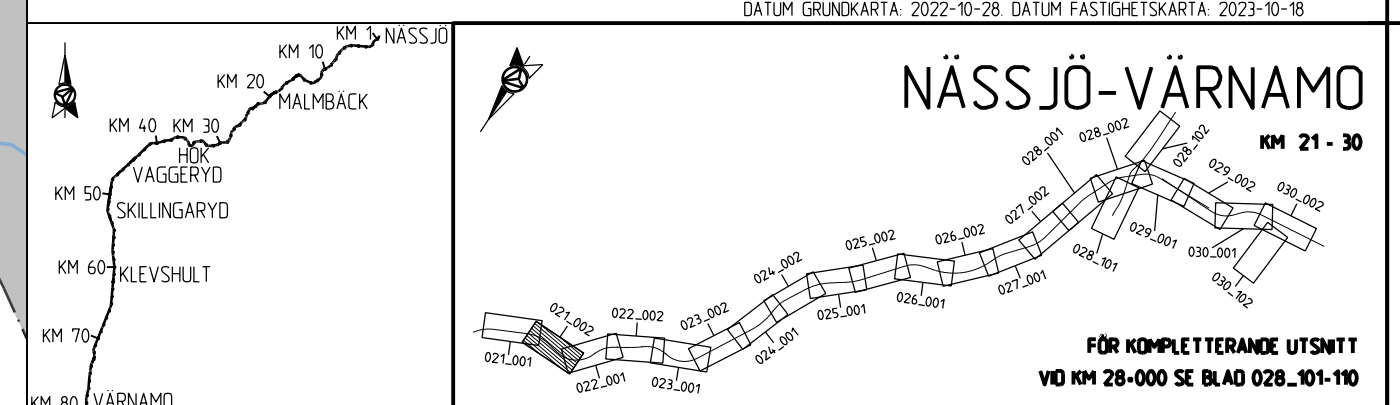 DATUM GRUNDKARTA: 2022-10-28. DATUM FASTIGHETSKARTA: 2023-10-18
KM 1
NÄSSJÖ
KM 10
KM 20
MALMBÄCK
KM 40
KM 30
HOK
VAGGERYD
KM 50
SKILLINGARYD
KM 60
KLEVSHULT
KM 70
KM 80
VÄRNAMO
NÄSSJÖ-VÄRNAMO
KM 21 - 30
021_001
021_002
022_001
022_002
023_001
023_002
024_001
024_002
025_001
025_002
026_001
026_002
027_001
027_002
028_001
028_002
028_101
028_102
029_001
029_002
030_001
030_002
030_102
FÖR KOMPLETTERANDE UTSNITT
VID KM 28+000 SE BLAD 028_101-110